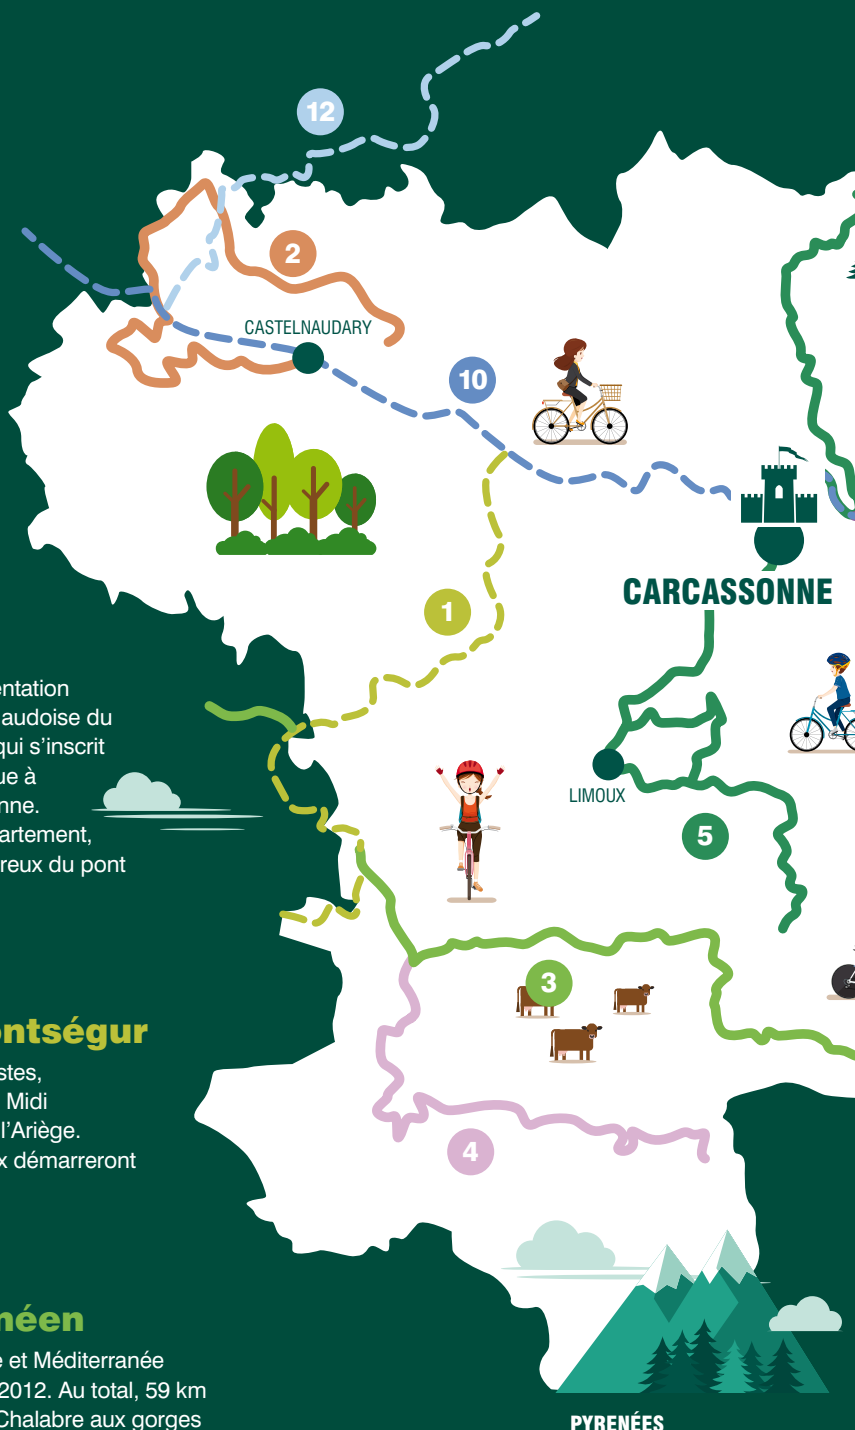 12
2
CASTELNAUDARY
10
CARCASSONNE
1
LIMOUX
5
3
4
PYRENÉES
entation
audoise du
qui s’inscrit
ue à
nne.
artement,
reux du pont
ontségur
stes,
Midi
l’Ariège.
x démarreront
néen
e et Méditerranée
2012. Au total, 59 km
Chalabre aux gorges